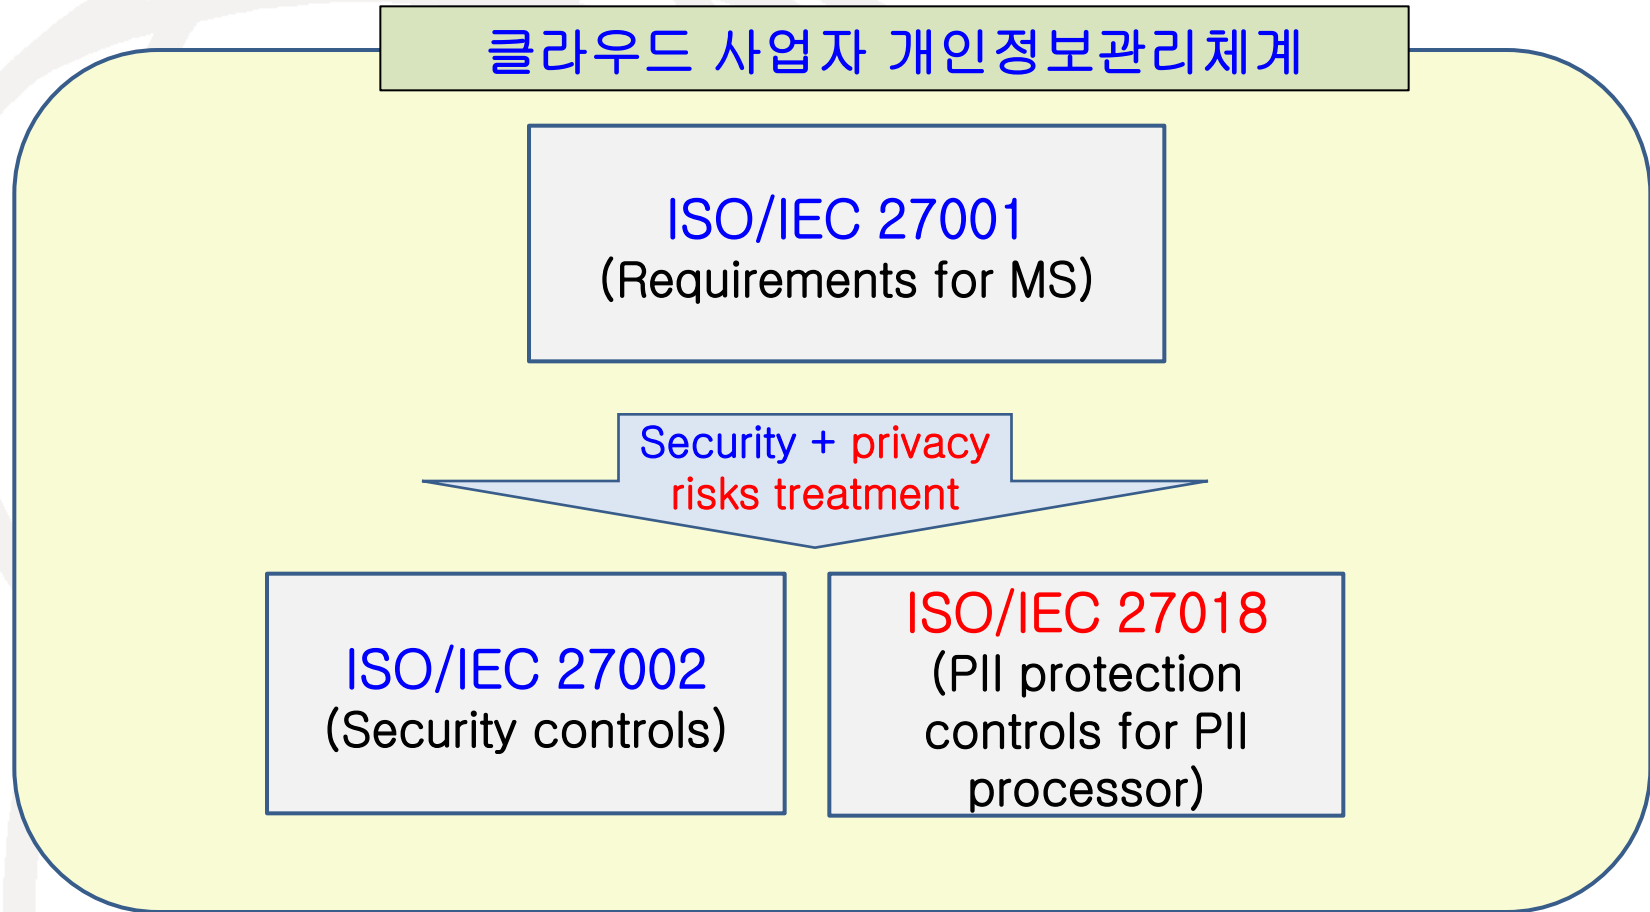 클라우드 사업자 개인정보관리체계
ISO/IEC 27001
(Requirements for MS)
Security + privacy
risks treatment
ISO/IEC 27002
(Security controls)
ISO/IEC 27018
(PII protection
controls for PII
processor)